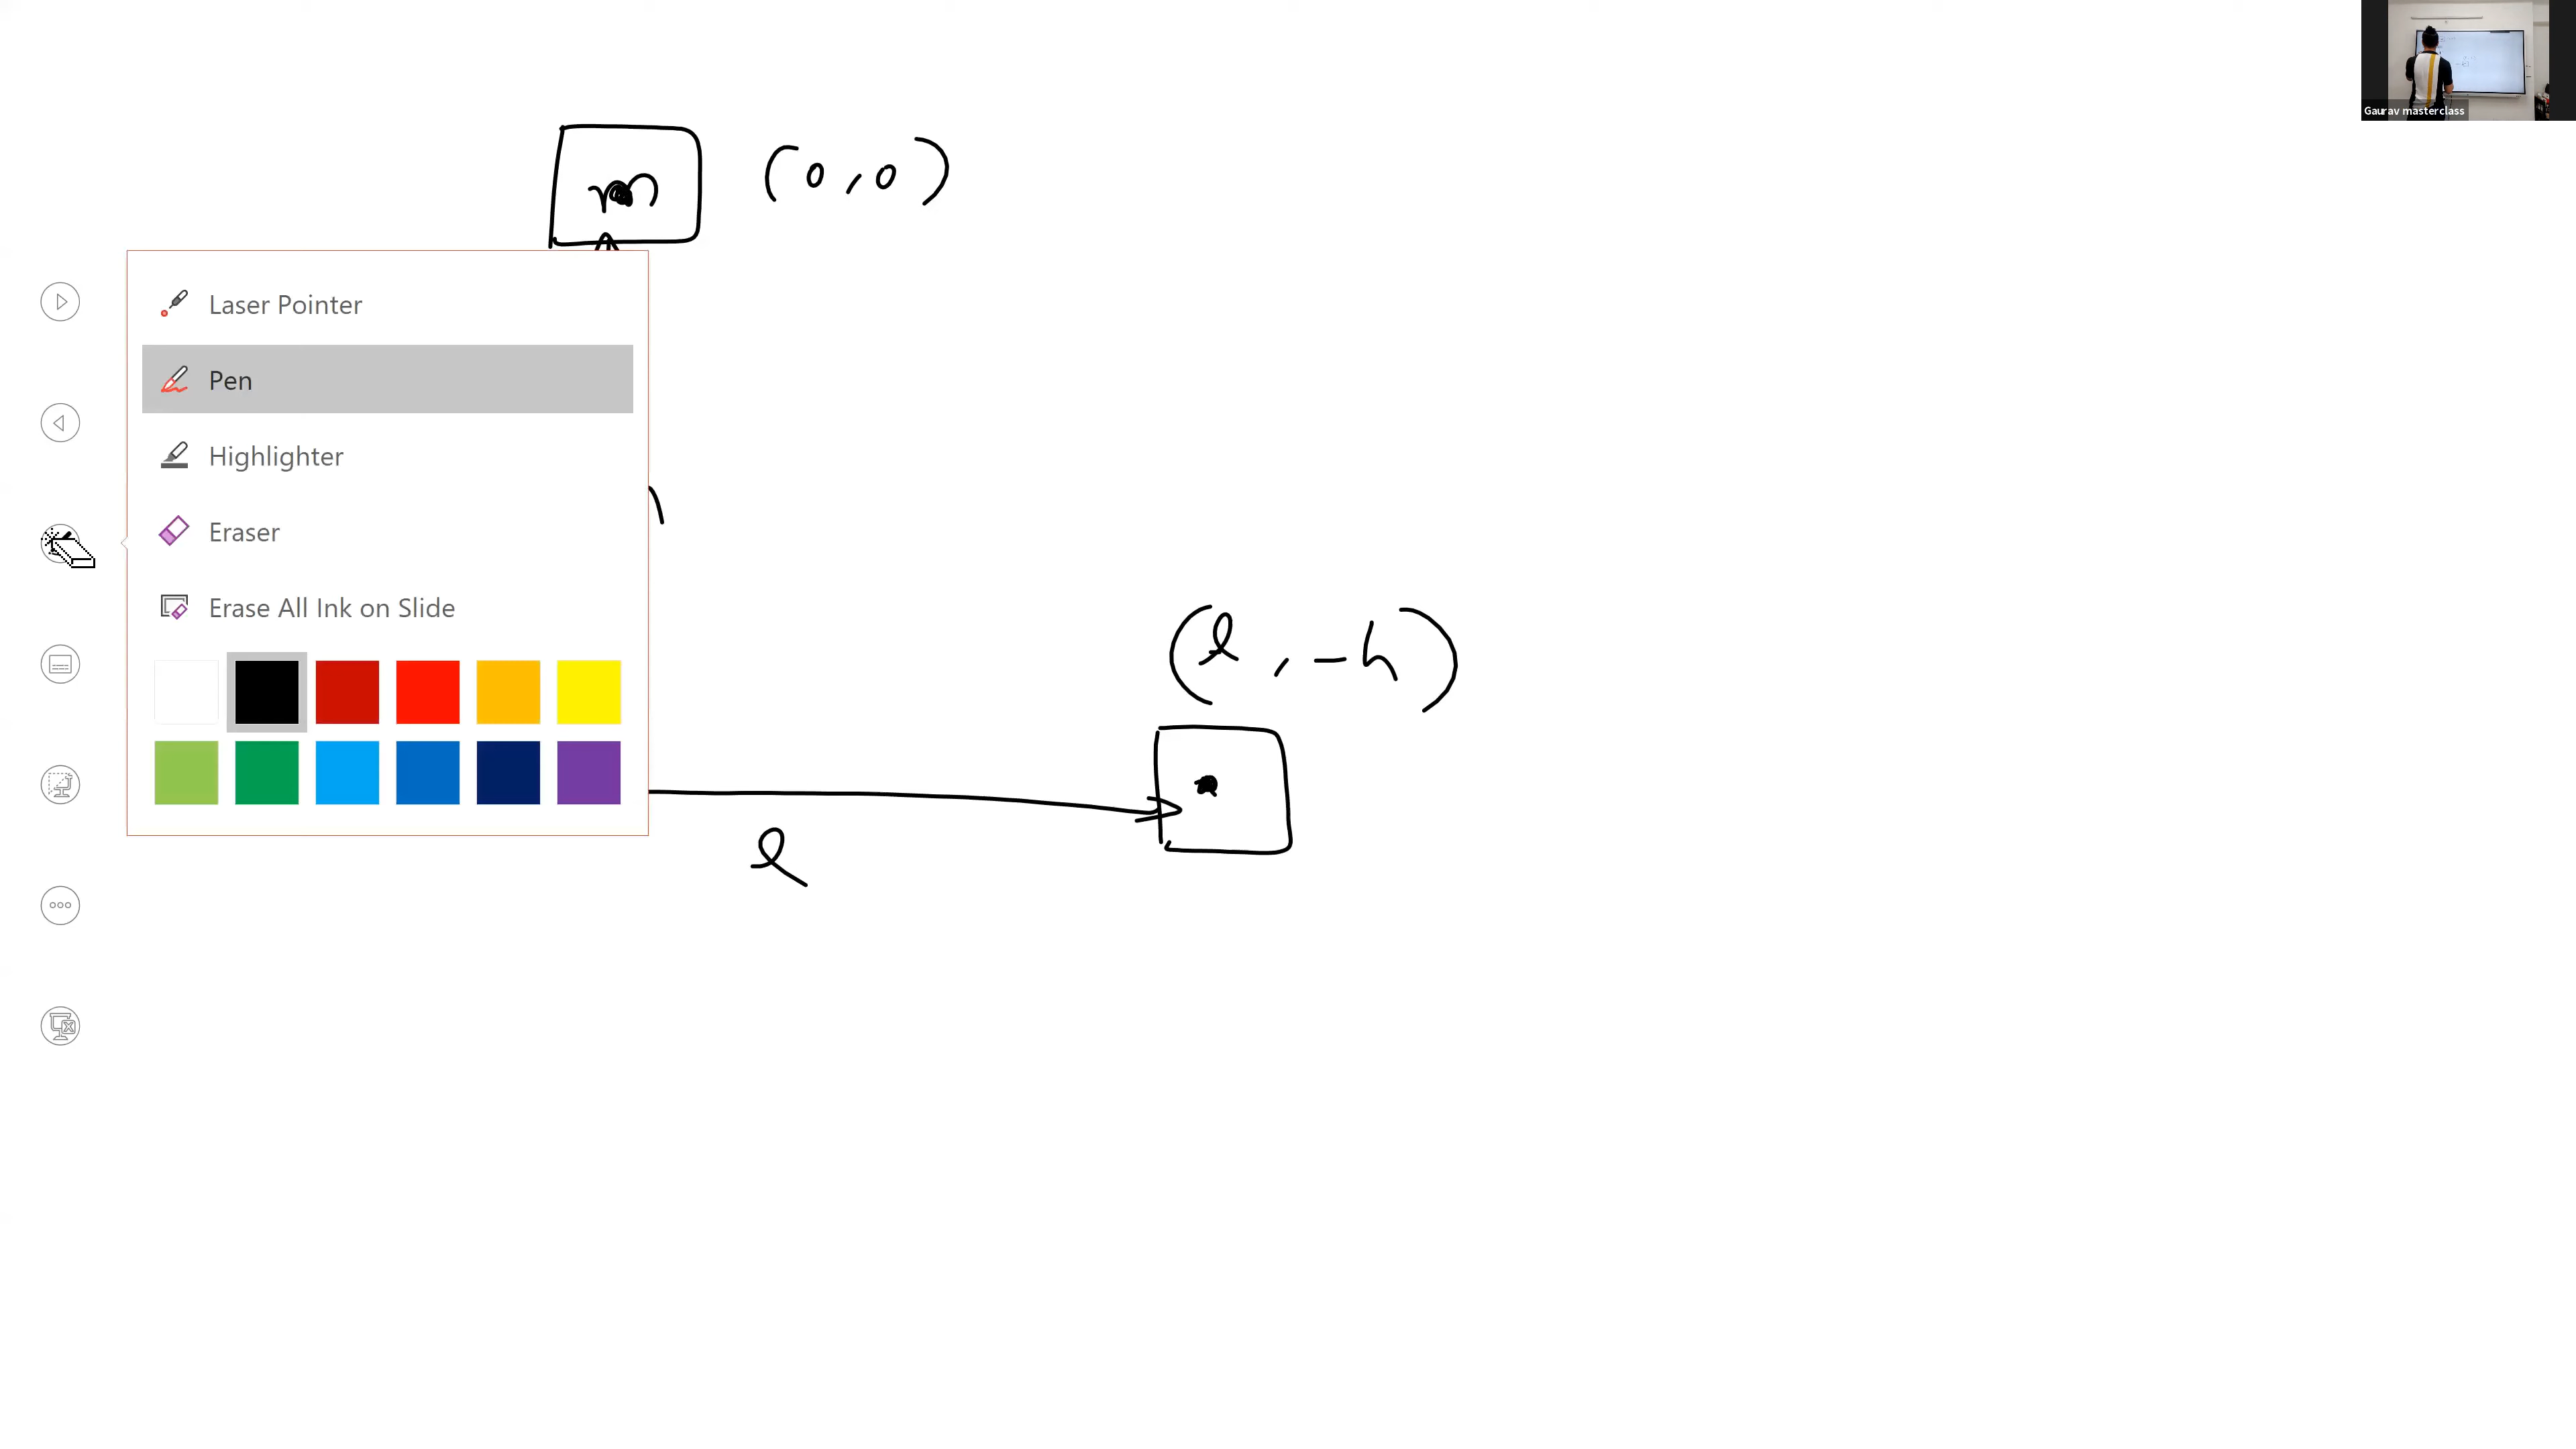 Gaurav masterclass
m (0,0)
Laser Pointer
Pen
Highlighter
Eraser
Erase All Ink on Slide
(l, -h)
l